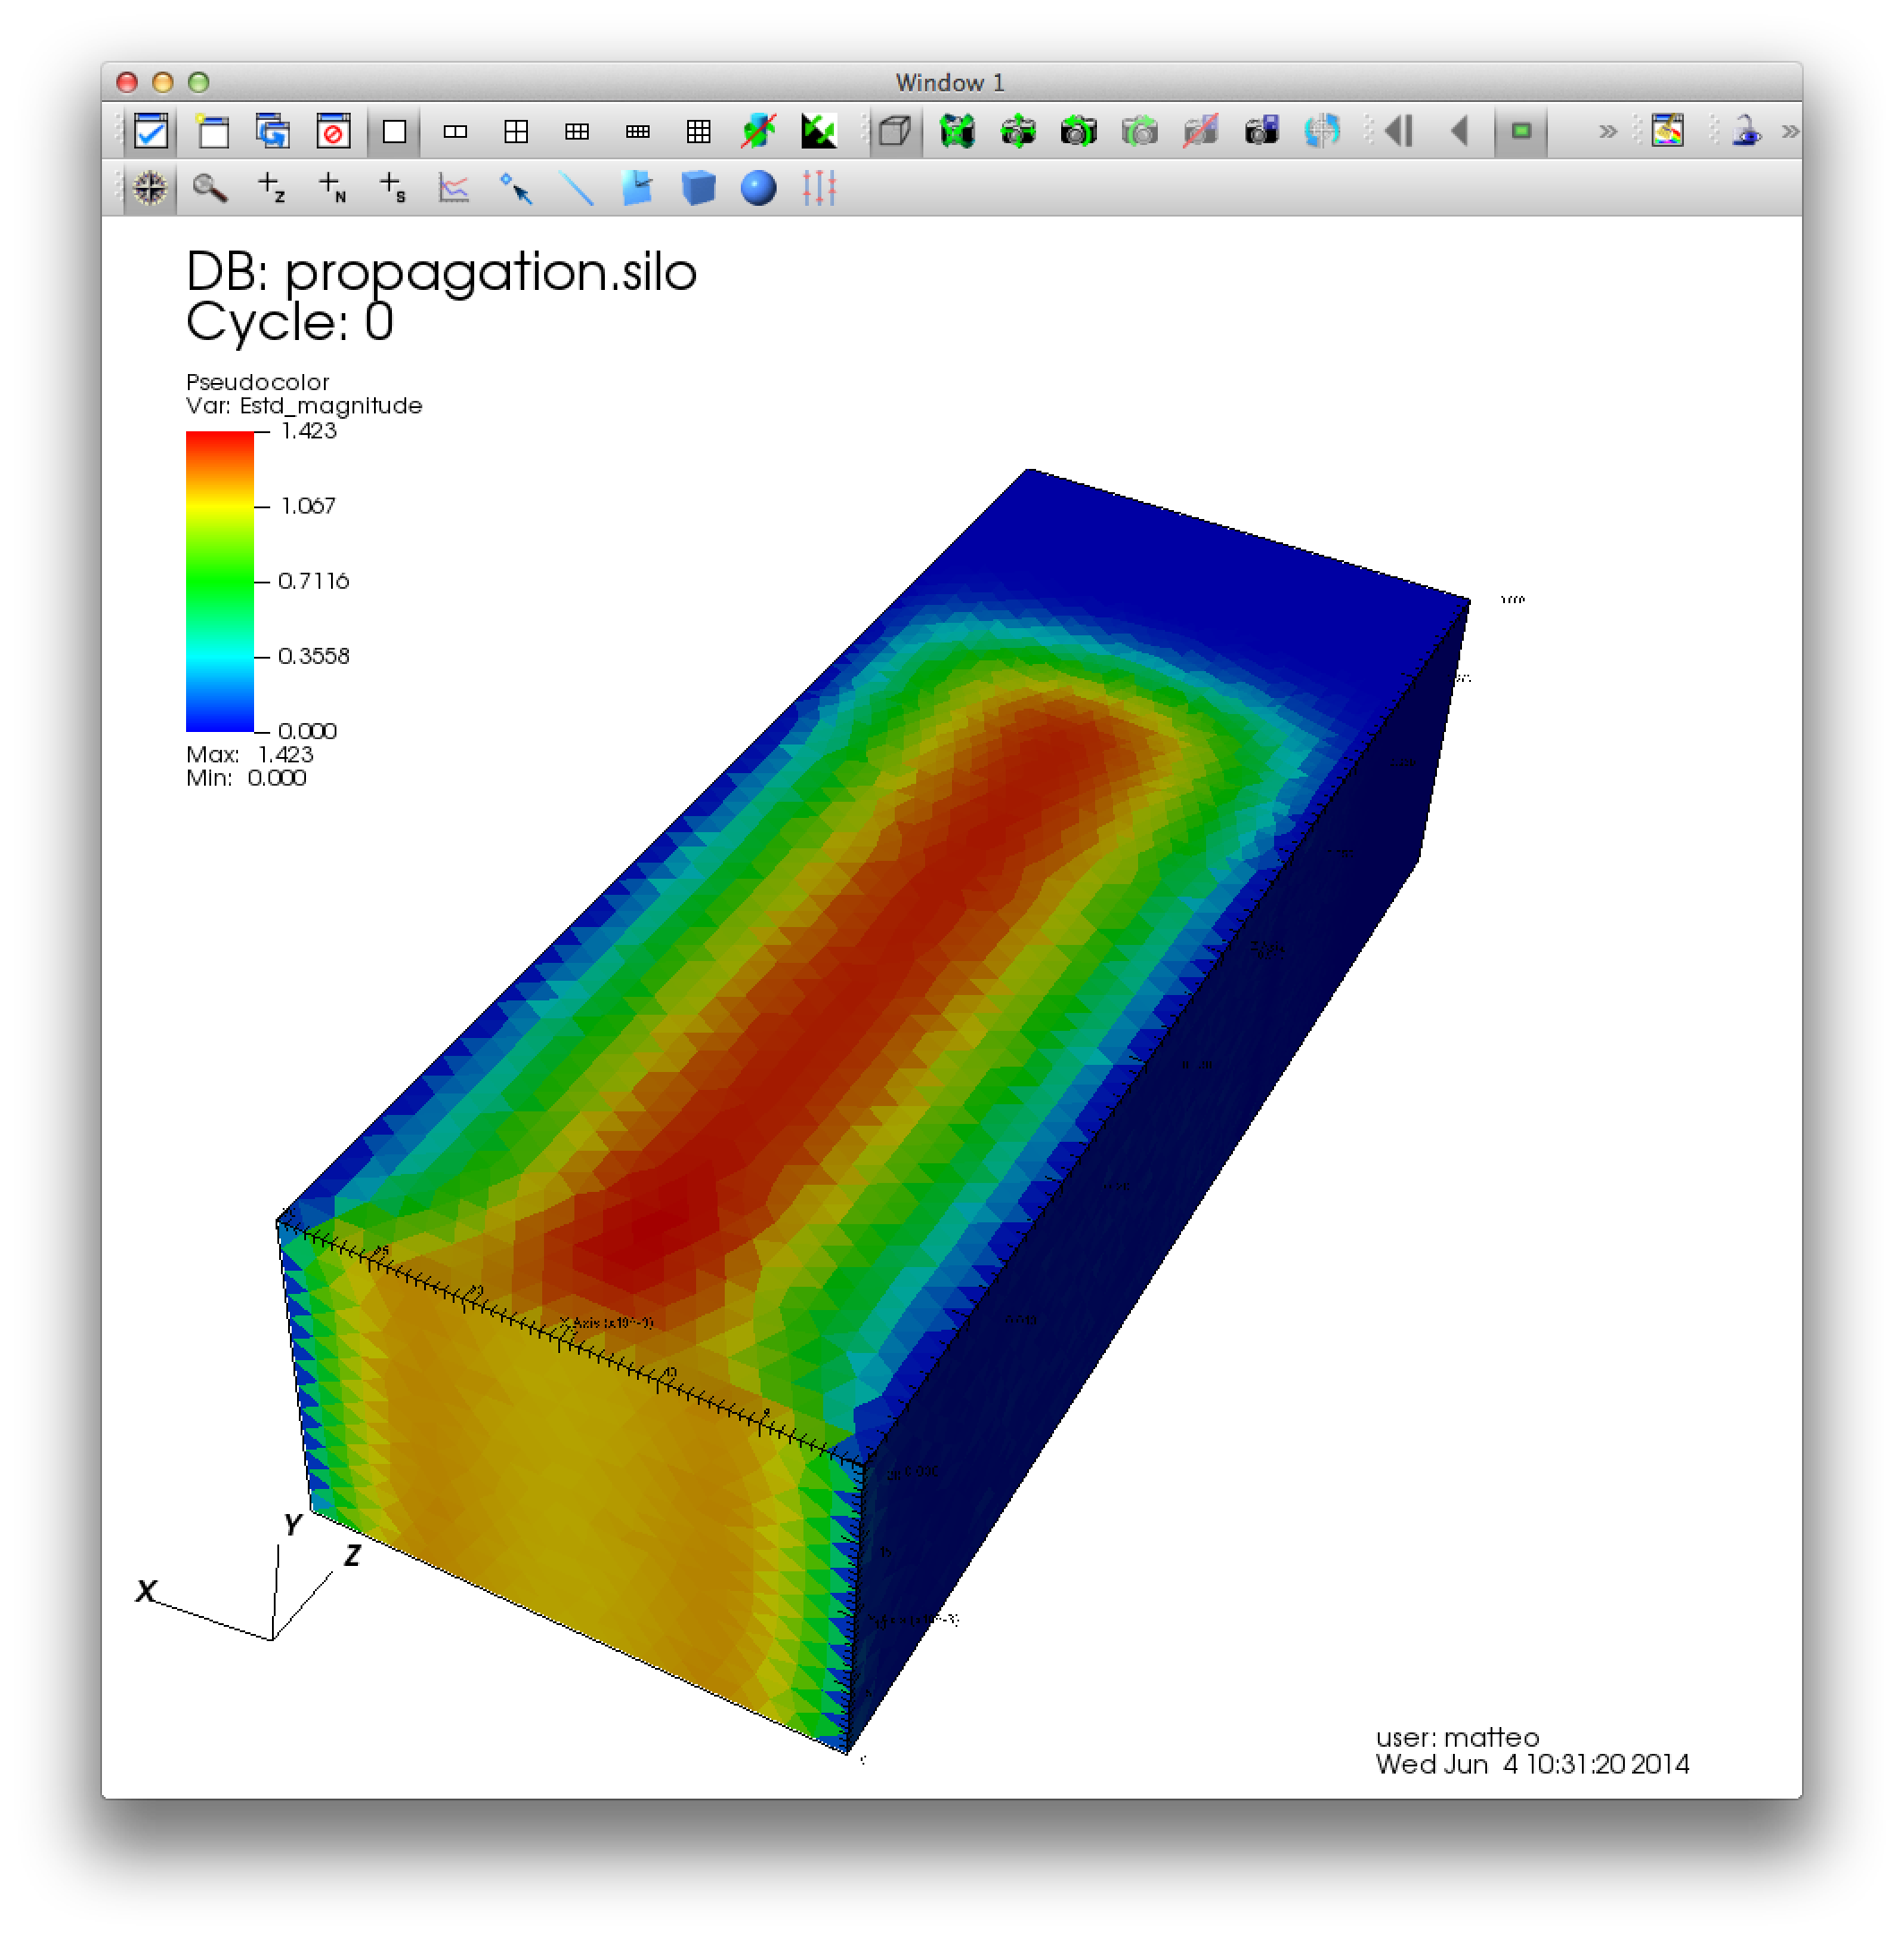 Window 1
Z
N
S
DB: propagation.silo
Cycle: 0
Pseudocolor
Var: Estd_magnitude
1.423
1.067
0.7116
0.3558
0.000
Max: 1.423
Min: 0.000
X Axis (x10^-3)
Y
Z
X
15
user: matteo
Wed Jun 4 10:31:20 2014